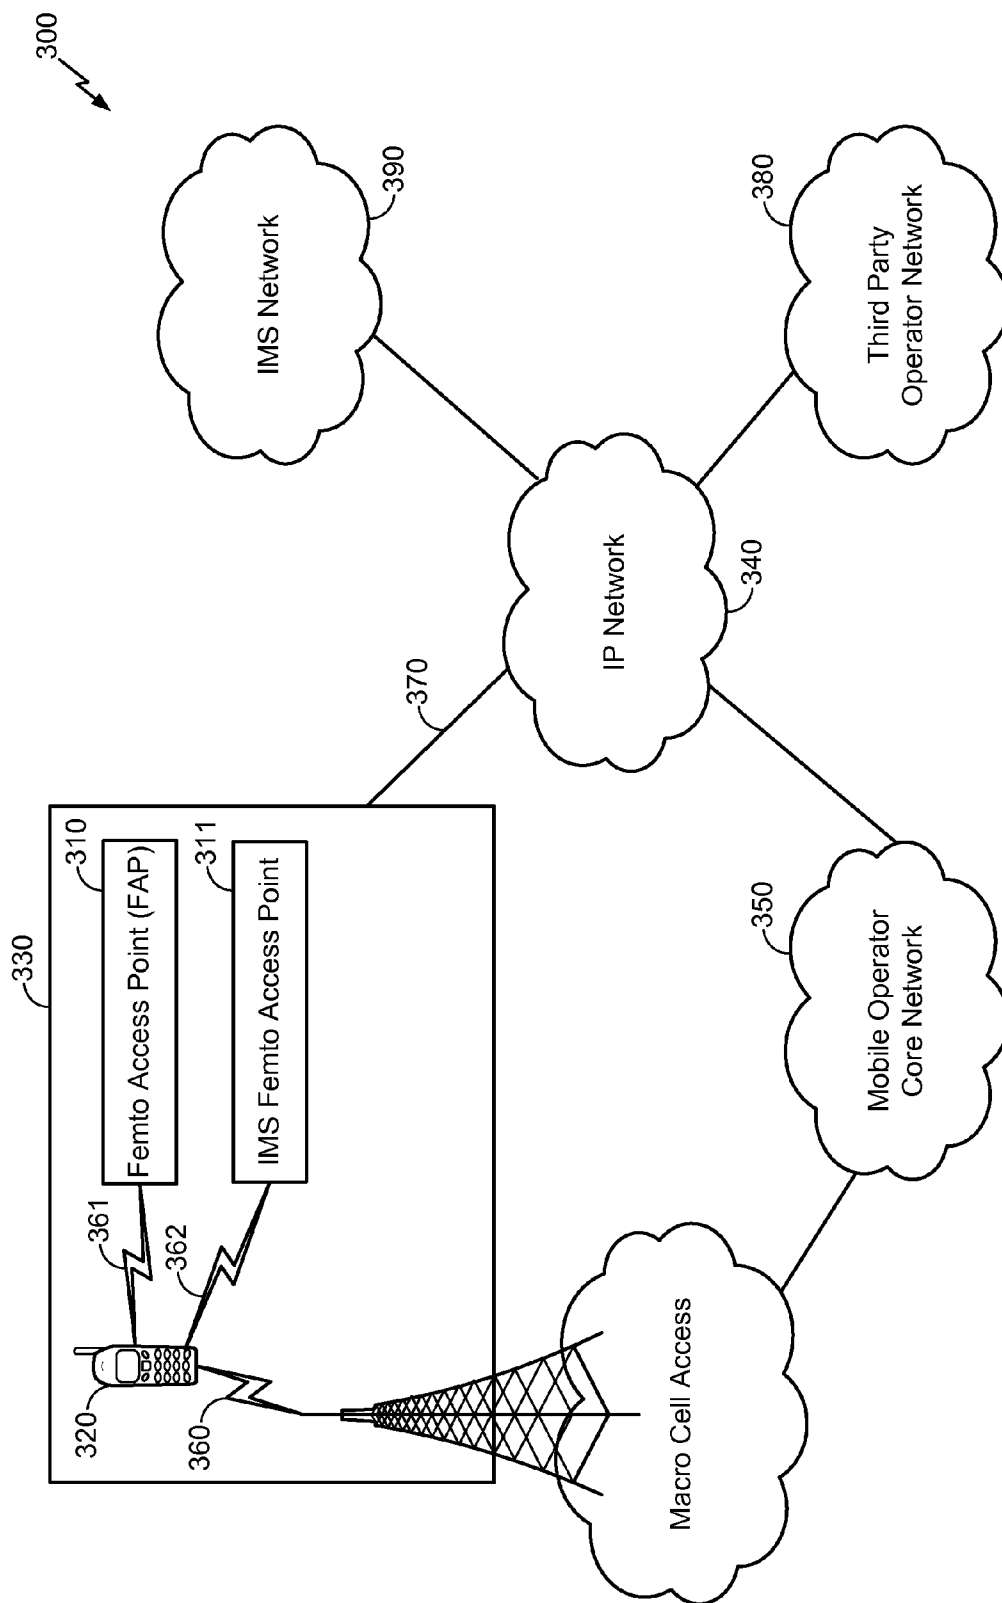 300
330
310
Femto Access Point (FAP)
311
IMS Femto Access Point
320
361
362
360
370
IMS Network
390
IP Network
340
Third Party
Operator Network
380
Mobile Operator
Core Network
350
Macro Cell Access